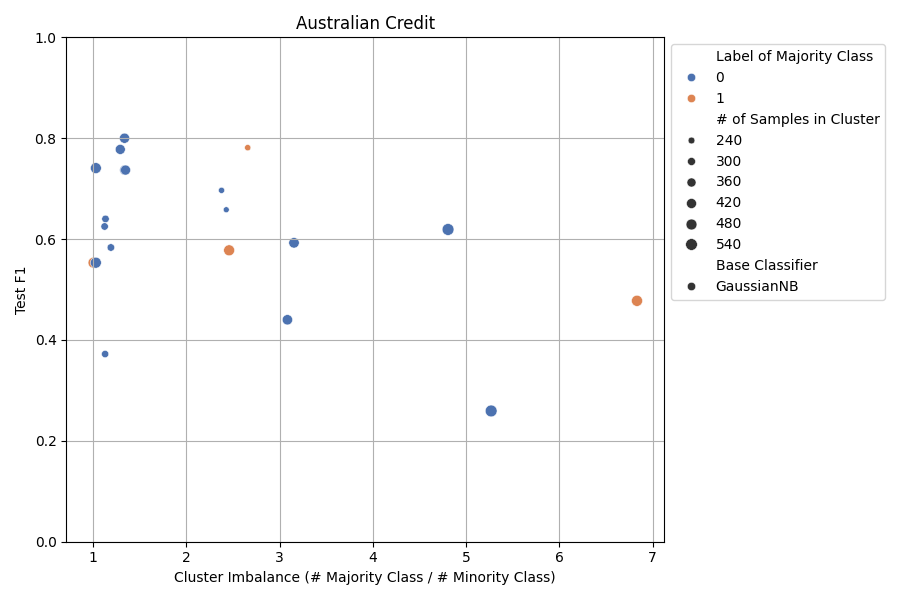 Australian Credit
1.0
0.8
0.6
0.4
0.2
0.0
Test F1
1 2 3 4 5 6 7
Cluster Imbalance (# Majority Class / # Minority Class)
Label of Majority Class
0
1
# of Samples in Cluster
240
300
360
420
480
540
Base Classifier
GaussianNB